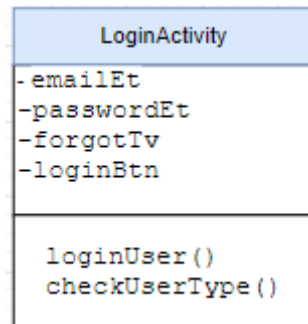 LoginActivity
-emailEt
-passwordEt
-forgotTv
-loginBtn
loginUser()
checkUserType()